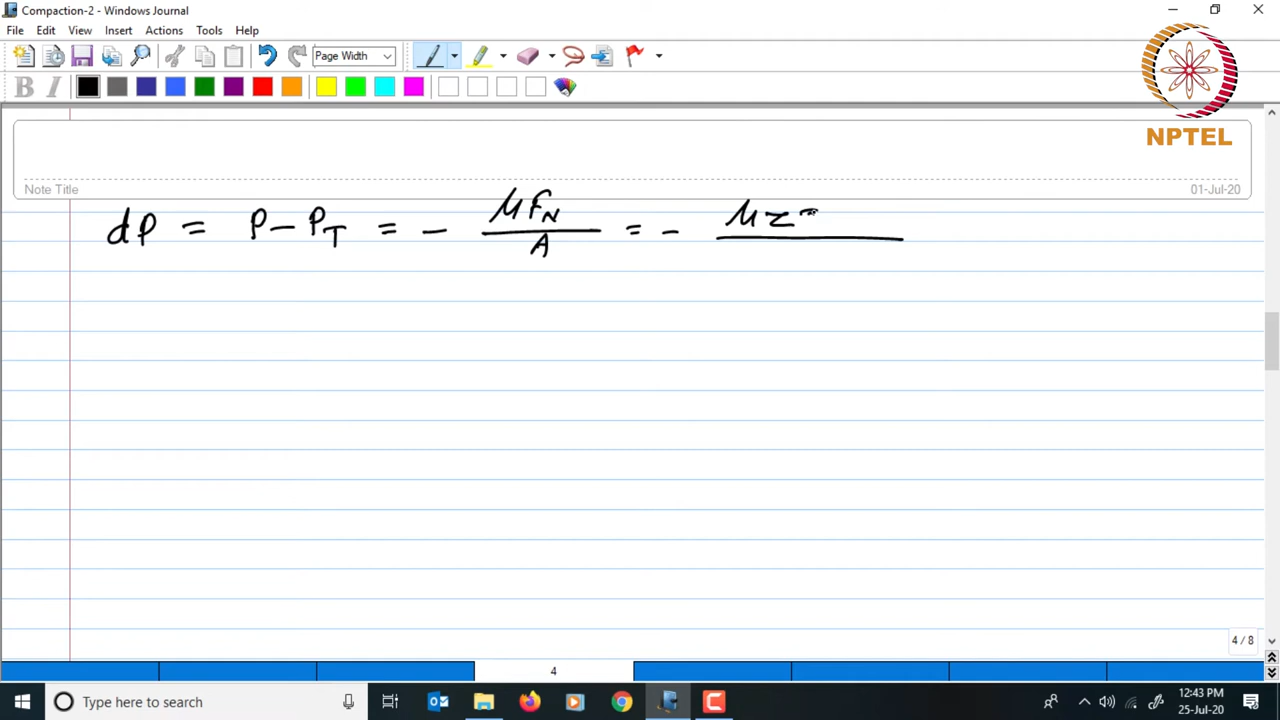 Compaction-2 - Windows Journal
File Edit View Insert Actions Tools Help
Page Width
B I
NPTEL
Note Title 01-Jul-20
dP = P - P_T = - μF_N / A = - μz
4 / 8
4
Type here to search
12:43 PM
25-Jul-20